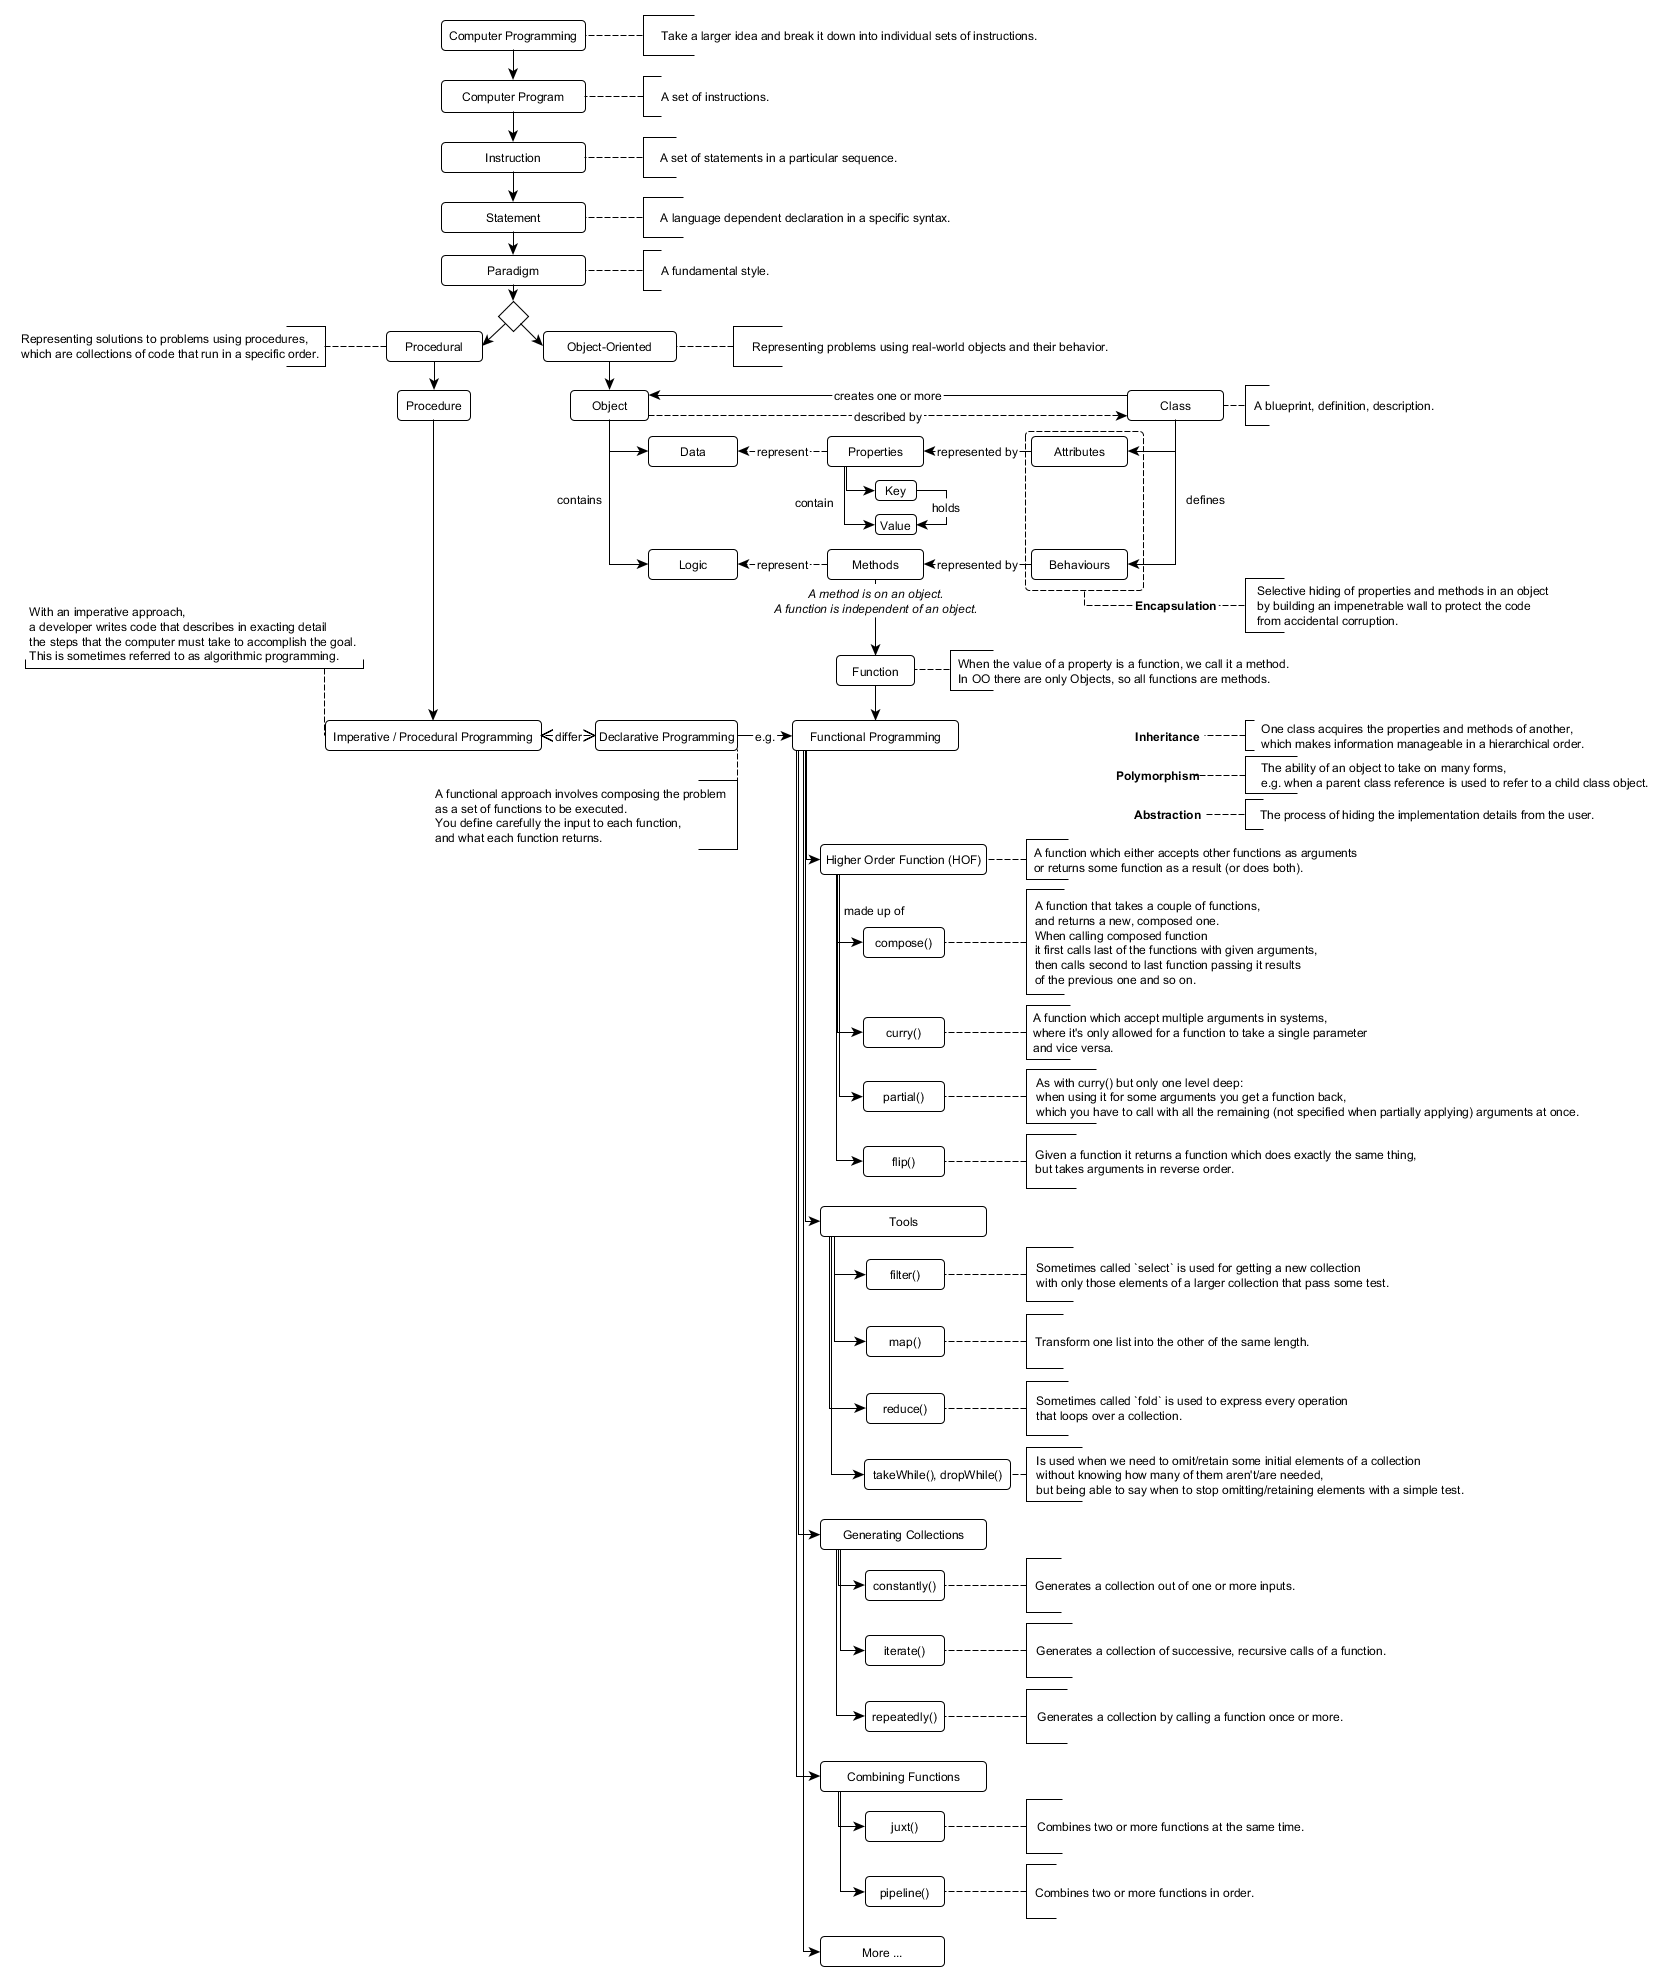 Computer Programming
Take a larger idea and break it down into individual sets of instructions.
Computer Program
A set of instructions.
Instruction
A set of statements in a particular sequence.
Statement
A language dependent declaration in a specific syntax.
Paradigm
A fundamental style.
Representing solutions to problems using procedures,
which are collections of code that run in a specific order.
Procedural
Object-Oriented
Representing problems using real-world objects and their behavior.
Procedure
Object
creates one or more
described by
Class
A blueprint, definition, description.
Data
represent
Properties
represented by
Attributes
Key
contains
contain
holds
defines
Value
Logic
represent
Methods
represented by
Behaviours
A method is on an object.
A function is independent of an object.
Encapsulation
Selective hiding of properties and methods in an object
by building an impenetrable wall to protect the code
from accidental corruption.
With an imperative approach,
a developer writes code that describes in exacting detail
the steps that the computer must take to accomplish the goal.
This is sometimes referred to as algorithmic programming.
Function
When the value of a property is a function, we call it a method.
In OO there are only Objects, so all functions are methods.
Imperative / Procedural Programming
differ
Declarative Programming
e.g.
Functional Programming
Inheritance
One class acquires the properties and methods of another,
which makes information manageable in a hierarchical order.
Polymorphism
The ability of an object to take on many forms,
e.g. when a parent class reference is used to refer to a child class object.
Abstraction
The process of hiding the implementation details from the user.
A functional approach involves composing the problem
as a set of functions to be executed.
You define carefully the input to each function,
and what each function returns.
Higher Order Function (HOF)
A function which either accepts other functions as arguments
or returns some function as a result (or does both).
made up of
compose()
A function that takes a couple of functions,
and returns a new, composed one.
When calling composed function
it first calls last of the functions with given arguments,
then calls second to last function passing it results
of the previous one and so on.
curry()
A function which accept multiple arguments in systems,
where it's only allowed for a function to take a single parameter
and vice versa.
partial()
As with curry() but only one level deep:
when using it for some arguments you get a function back,
which you have to call with all the remaining (not specified when partially applying) arguments at once.
flip()
Given a function it returns a function which does exactly the same thing,
but takes arguments in reverse order.
Tools
filter()
Sometimes called `select` is used for getting a new collection
with only those elements of a larger collection that pass some test.
map()
Transform one list into the other of the same length.
reduce()
Sometimes called `fold` is used to express every operation
that loops over a collection.
takeWhile(), dropWhile()
Is used when we need to omit/retain some initial elements of a collection
without knowing how many of them aren't/are needed,
but being able to say when to stop omitting/retaining elements with a simple test.
Generating Collections
constantly()
Generates a collection out of one or more inputs.
iterate()
Generates a collection of successive, recursive calls of a function.
repeatedly()
Generates a collection by calling a function once or more.
Combining Functions
juxt()
Combines two or more functions at the same time.
pipeline()
Combines two or more functions in order.
More ...